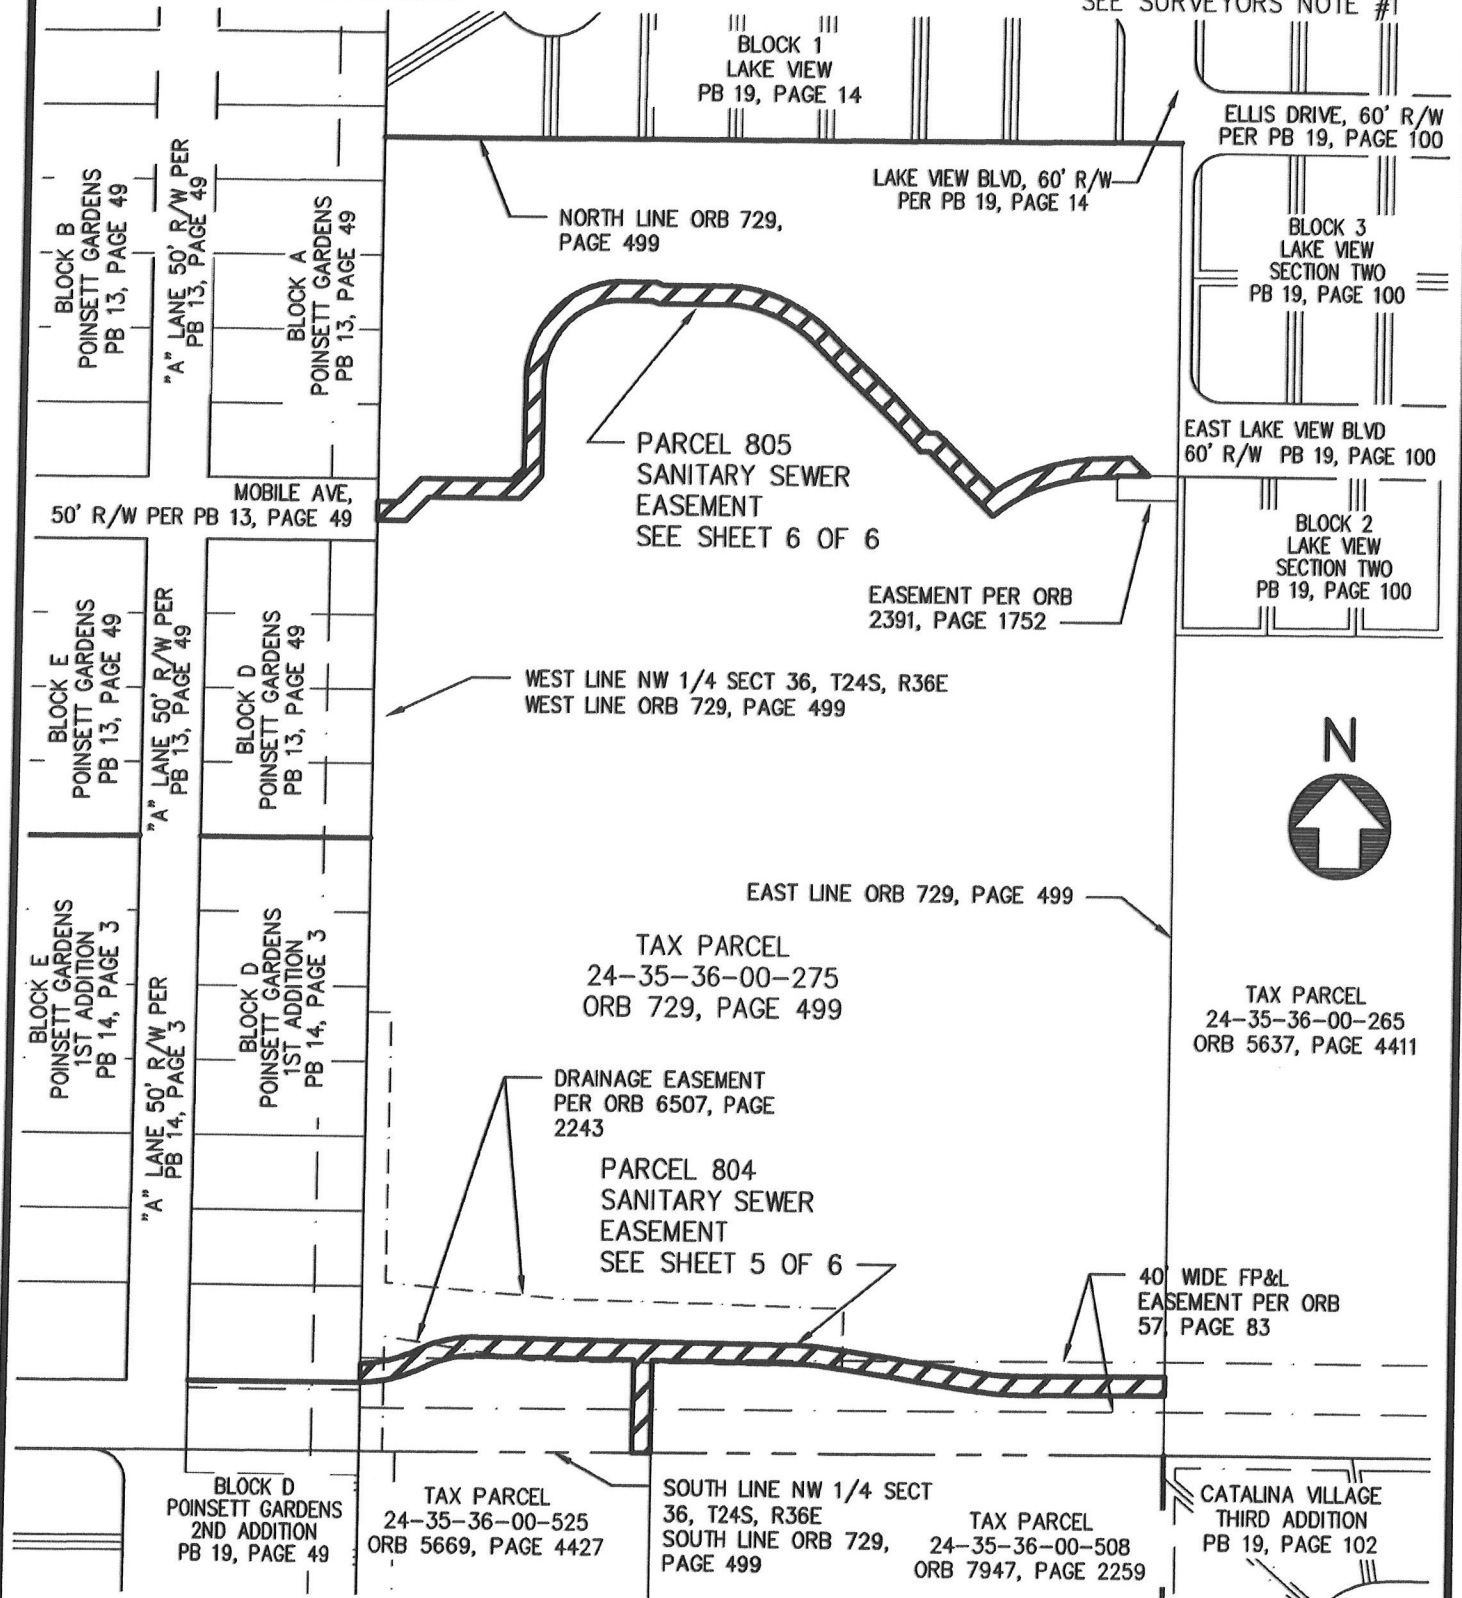 SEE SURVEYORS NOTE #1
BLOCK 1
LAKE VIEW
PB 19, PAGE 14
ELLIS DRIVE, 60' R/W
PER PB 19, PAGE 100
LAKE VIEW BLVD, 60' R/W
PER PB 19, PAGE 14
NORTH LINE ORB 729,
PAGE 499
BLOCK B
POINSETT GARDENS
PB 13, PAGE 49
"A" LANE 50' R/W PER
PB 13, PAGE 49
BLOCK A
POINSETT GARDENS
PB 13, PAGE 49
BLOCK 3
LAKE VIEW
SECTION TWO
PB 19, PAGE 100
PARCEL 805
SANITARY SEWER
EASEMENT
SEE SHEET 6 OF 6
EAST LAKE VIEW BLVD
60' R/W PB 19, PAGE 100
MOBILE AVE,
50' R/W PER PB 13, PAGE 49
BLOCK 2
LAKE VIEW
SECTION TWO
PB 19, PAGE 100
EASEMENT PER ORB
2391, PAGE 1752
BLOCK E
POINSETT GARDENS
PB 13, PAGE 49
"A" LANE 50' R/W PER
PB 13, PAGE 49
BLOCK D
POINSETT GARDENS
PB 13, PAGE 49
WEST LINE NW 1/4 SECT 36, T24S, R36E
WEST LINE ORB 729, PAGE 499
N
EAST LINE ORB 729, PAGE 499
TAX PARCEL
24-35-36-00-275
ORB 729, PAGE 499
TAX PARCEL
24-35-36-00-265
ORB 5637, PAGE 4411
BLOCK E
POINSETT GARDENS
1ST ADDITION
PB 14, PAGE 3
"A" LANE 50' R/W PER
PB 14, PAGE 3
BLOCK D
POINSETT GARDENS
1ST ADDITION
PB 14, PAGE 3
DRAINAGE EASEMENT
PER ORB 6507, PAGE
2243
PARCEL 804
SANITARY SEWER
EASEMENT
SEE SHEET 5 OF 6
40' WIDE FP&L
EASEMENT PER ORB
57, PAGE 83
BLOCK D
POINSETT GARDENS
2ND ADDITION
PB 19, PAGE 49
TAX PARCEL
24-35-36-00-525
ORB 5669, PAGE 4427
SOUTH LINE NW 1/4 SECT
36, T24S, R36E
SOUTH LINE ORB 729,
PAGE 499
TAX PARCEL
24-35-36-00-508
ORB 7947, PAGE 2259
CATALINA VILLAGE
THIRD ADDITION
PB 19, PAGE 102